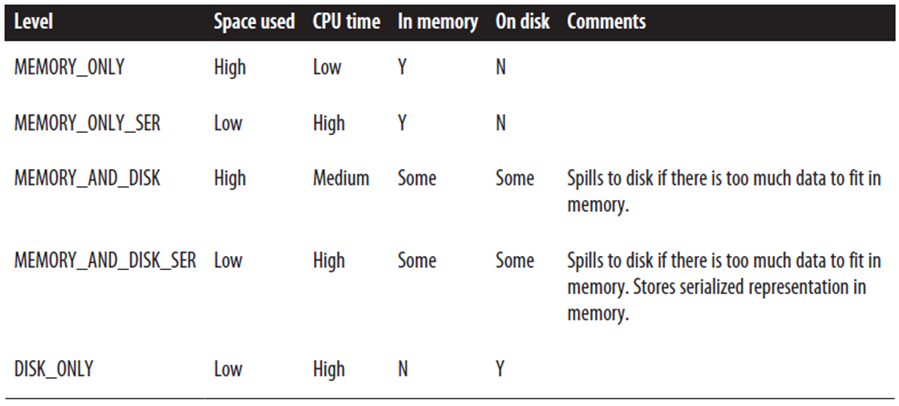 Level Space used CPU time In memory On disk Comments
MEMORY_ONLY High Low Y N
MEMORY_ONLY_SER Low High Y N
MEMORY_AND_DISK High Medium Some Some Spills to disk if there is too much data to fit in
memory.
MEMORY_AND_DISK_SER Low High Some Some Spills to disk if there is too much data to fit in
memory. Stores serialized representation in
memory.
DISK_ONLY Low High N Y